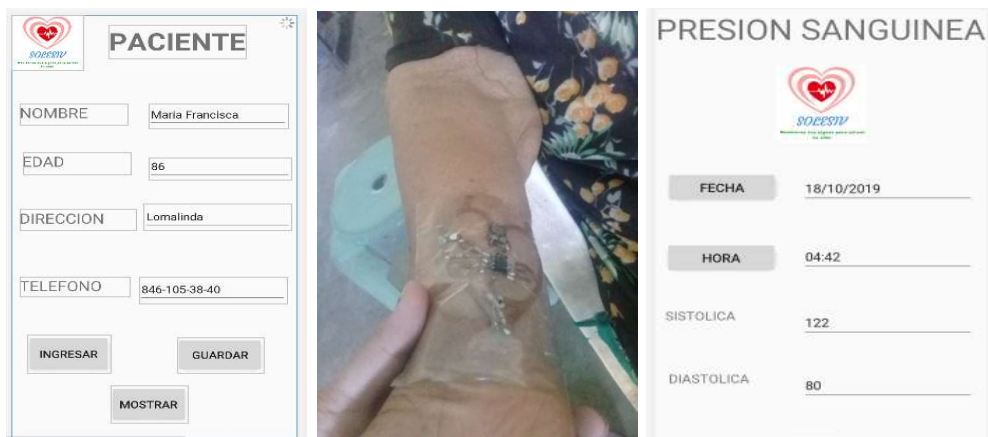 SOLESIV
PACIENTE
NOMBRE
Maria Francisca
EDAD
86
DIRECCION
Lomalinda
TELEFONO
846-105-38-40
INGRESAR
GUARDAR
MOSTRAR
PRESION SANGUINEA
SOLESIV
FECHA
18/10/2019
HORA
04:42
SISTOLICA
122
DIASTOLICA
80